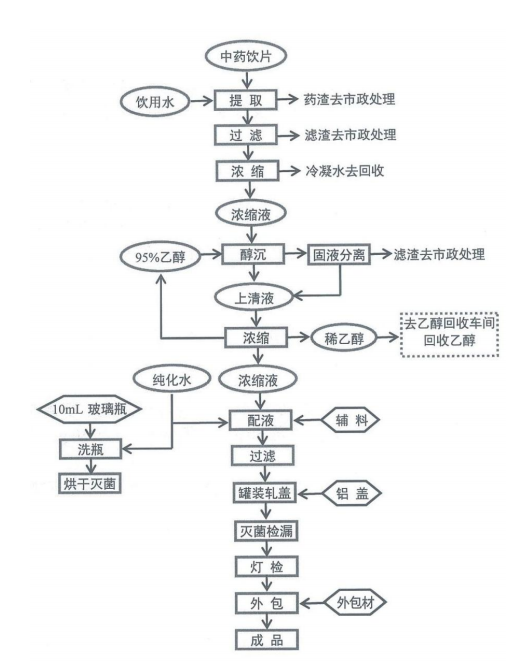 中药饮片
饮用水
提 取
药渣去市政处理
过 滤
滤渣去市政处理
浓 缩
冷凝水去回收
浓缩液
95%乙醇
醇沉
固液分离
滤渣去市政处理
上清液
浓缩
稀乙醇
去乙醇回收车间
回收乙醇
纯化水
浓缩液
10mL 玻璃瓶
配液
辅 料
洗瓶
过滤
烘干灭菌
罐装轧盖
铝 盖
灭菌检漏
灯 检
外 包
外包材
成 品